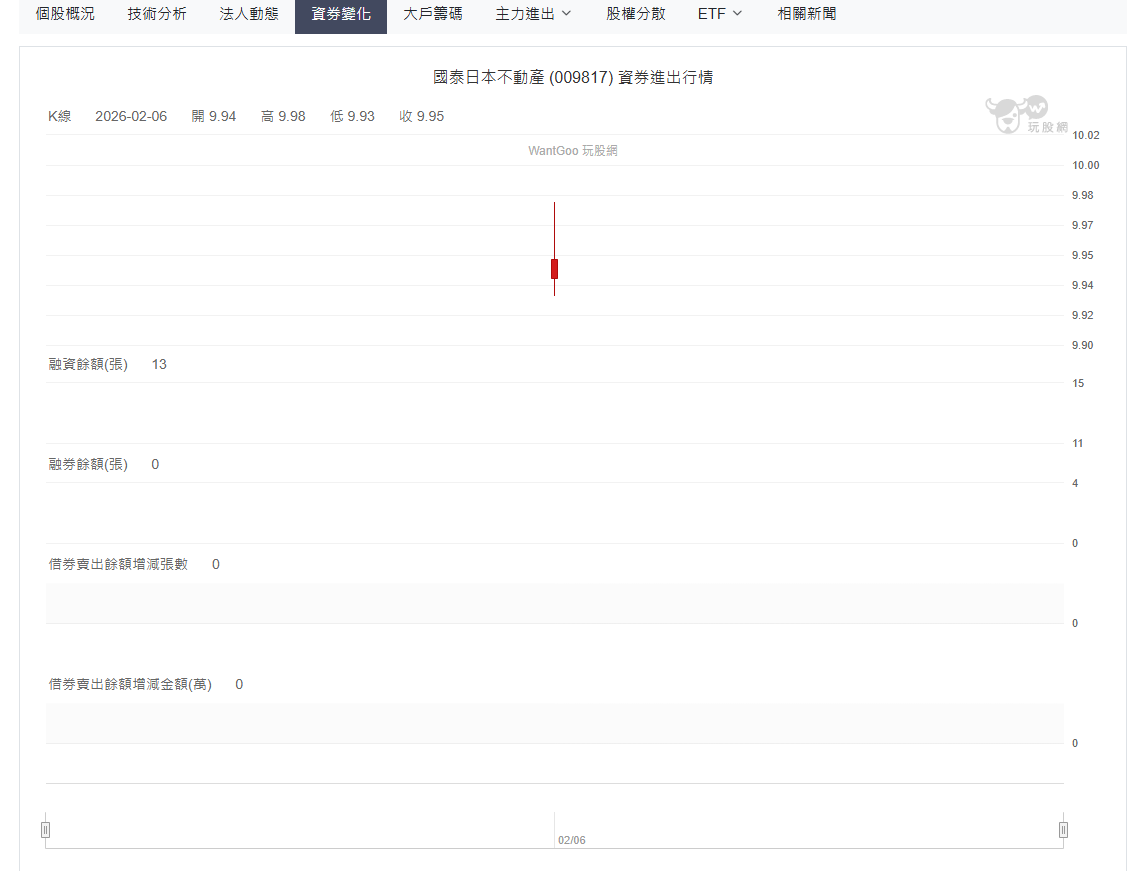 個股概況 技術分析 法人動態 資券變化 大戶籌碼 主力進出 股權分散 ETF 相關新聞
國泰日本不動產 (009817) 資券進出行情
K線 2026-02-06 開 9.94 高 9.98 低 9.93 收 9.95
玩股網
10.02
WantGoo 玩股網
10.00
9.98
9.97
9.95
9.94
9.92
9.90
融資餘額(張) 13
15
11
融券餘額(張) 0
4
0
借券賣出餘額增減張數 0
0
借券賣出餘額增減金額(萬) 0
0
02/06